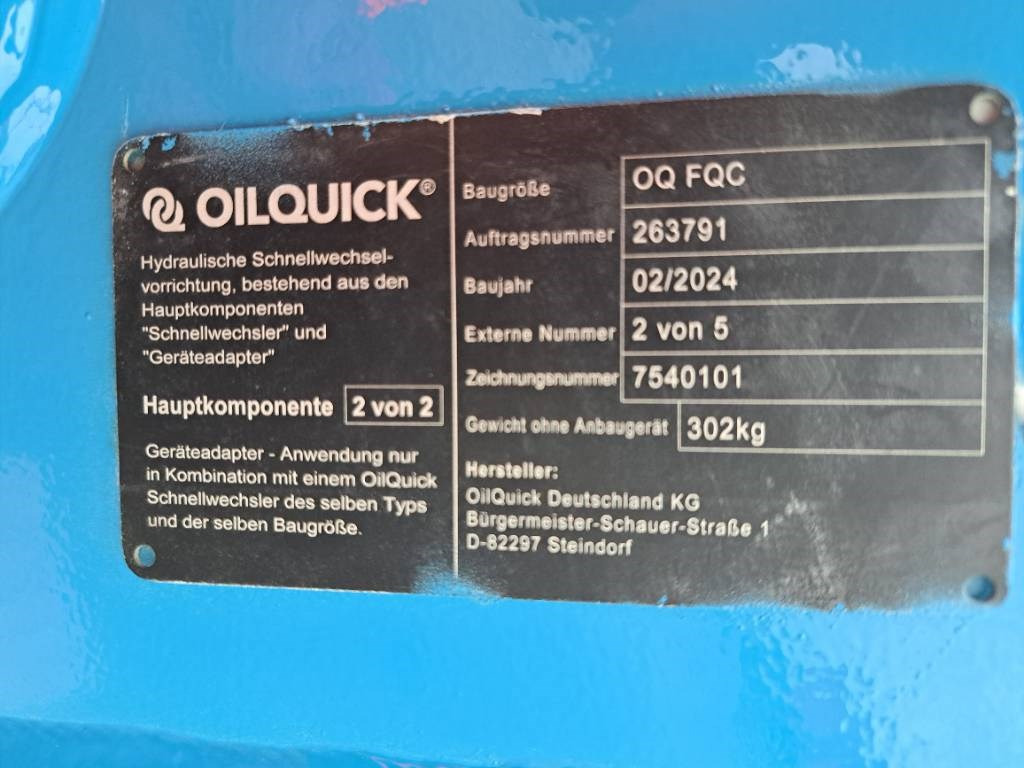 OILQUICK®
Hydraulische Schnellwechsel-
vorrichtung, bestehend aus den
Hauptkomponenten
"Schnellwechsler" und
"Geräteadapter"
Hauptkomponente 2 von 2
Geräteadapter - Anwendung nur
in Kombination mit einem OilQuick
Schnellwechsler des selben Typs
und der selben Baugröße.
Baugröße OQ FQC
Auftragsnummer 263791
Baujahr 02/2024
Externe Nummer 2 von 5
Zeichnungsnummer 7540101
Gewicht ohne Anbaugerät 302kg
Hersteller:
OilQuick Deutschland KG
Bürgermeister-Schauer-Straße 1
D-82297 Steindorf